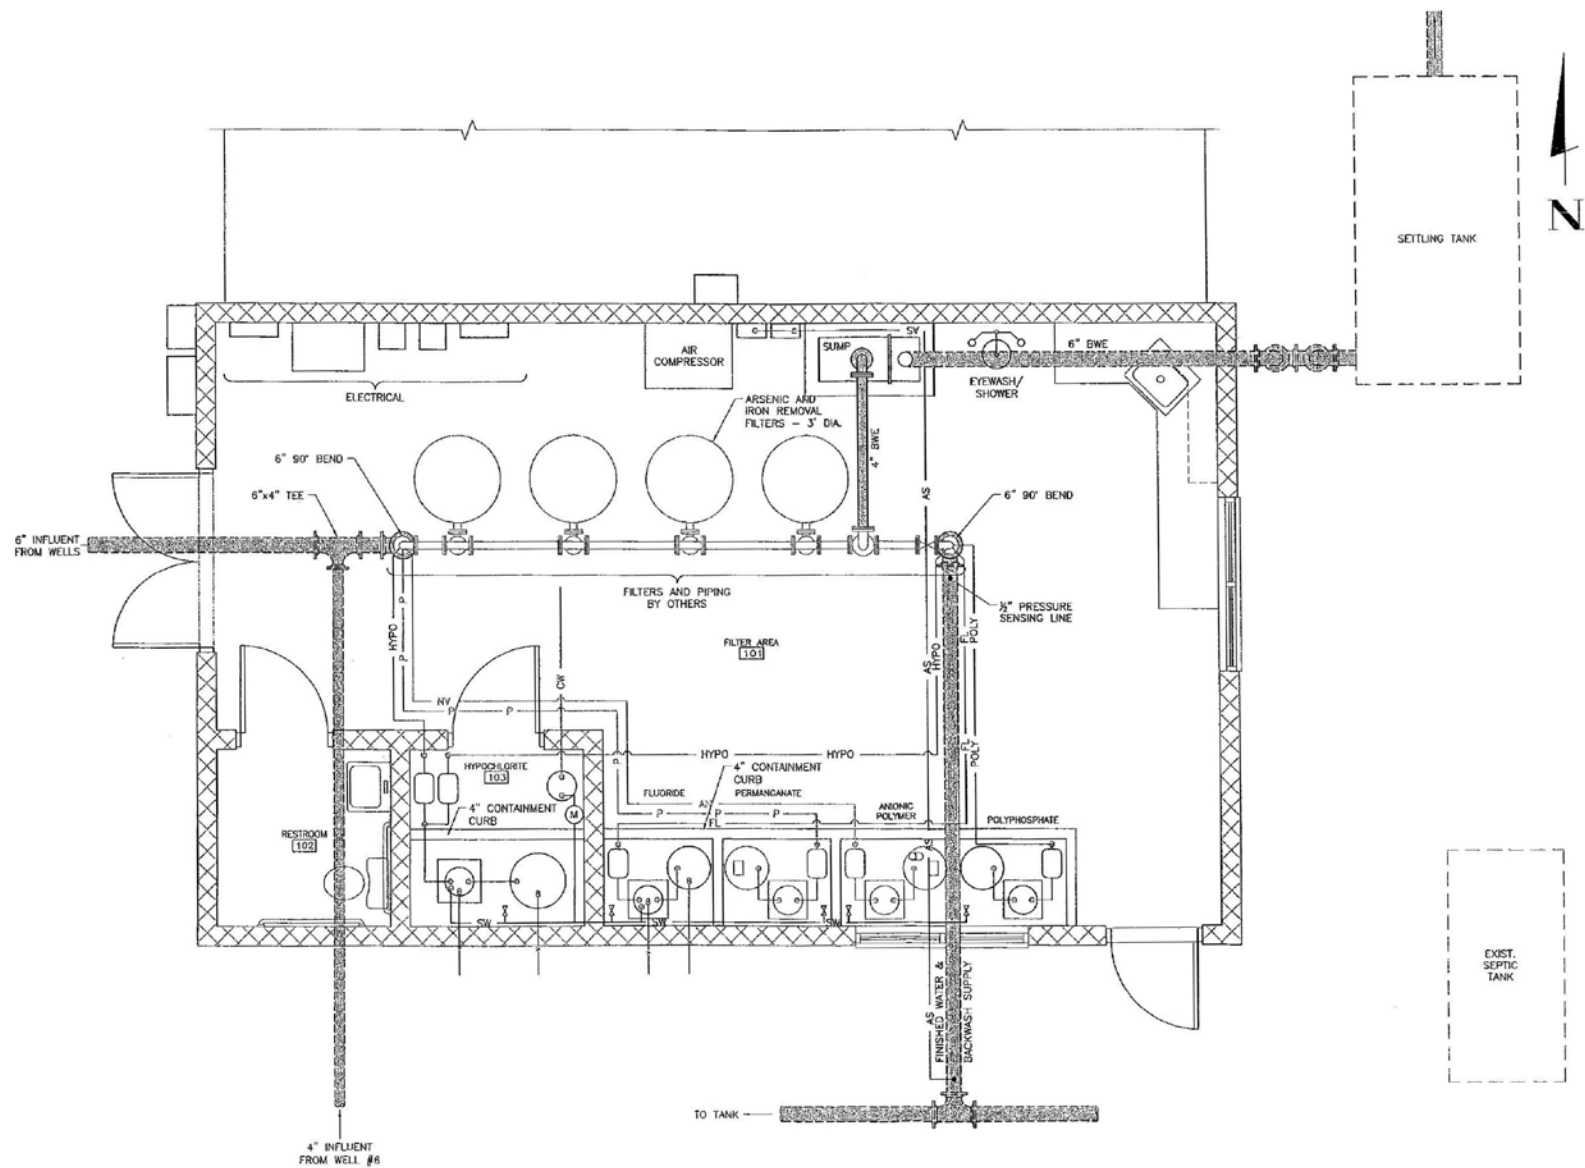 N
SETTLING TANK
SA
AIR
COMPRESSOR
SUMP
6" BWE
EYEWASH/
SHOWER
ELECTRICAL
ARSENIC AND
IRON REMOVAL
FILTERS - 3' DIA.
4" BWE
6" 90° BEND
6"x4" TEE
AS
6" 90° BEND
6" INFLUENT
FROM WELLS
FILTERS AND PIPING
BY OTHERS
½" PRESSURE
SENSING LINE
P
HYPO
P
FILTER AREA
101
AS
HYPO
FL
POLY
CW
P
P
P
FL
POLY
HYPO
HYPO
P
HYPOCHLORITE
103
4" CONTAINMENT
CURB
FLUORIDE
PERMANGANATE
4" CONTAINMENT
CURB
M
P
P
P
FL
ANIONIC
POLYMER
POLYPHOSPHATE
RESTROOM
102
AS
SW
SW
SW
EXIST.
SEPTIC
TANK
AS
FINISHED WATER &
BACKWASH SUPPLY
TO TANK
4" INFLUENT
FROM WELL #6